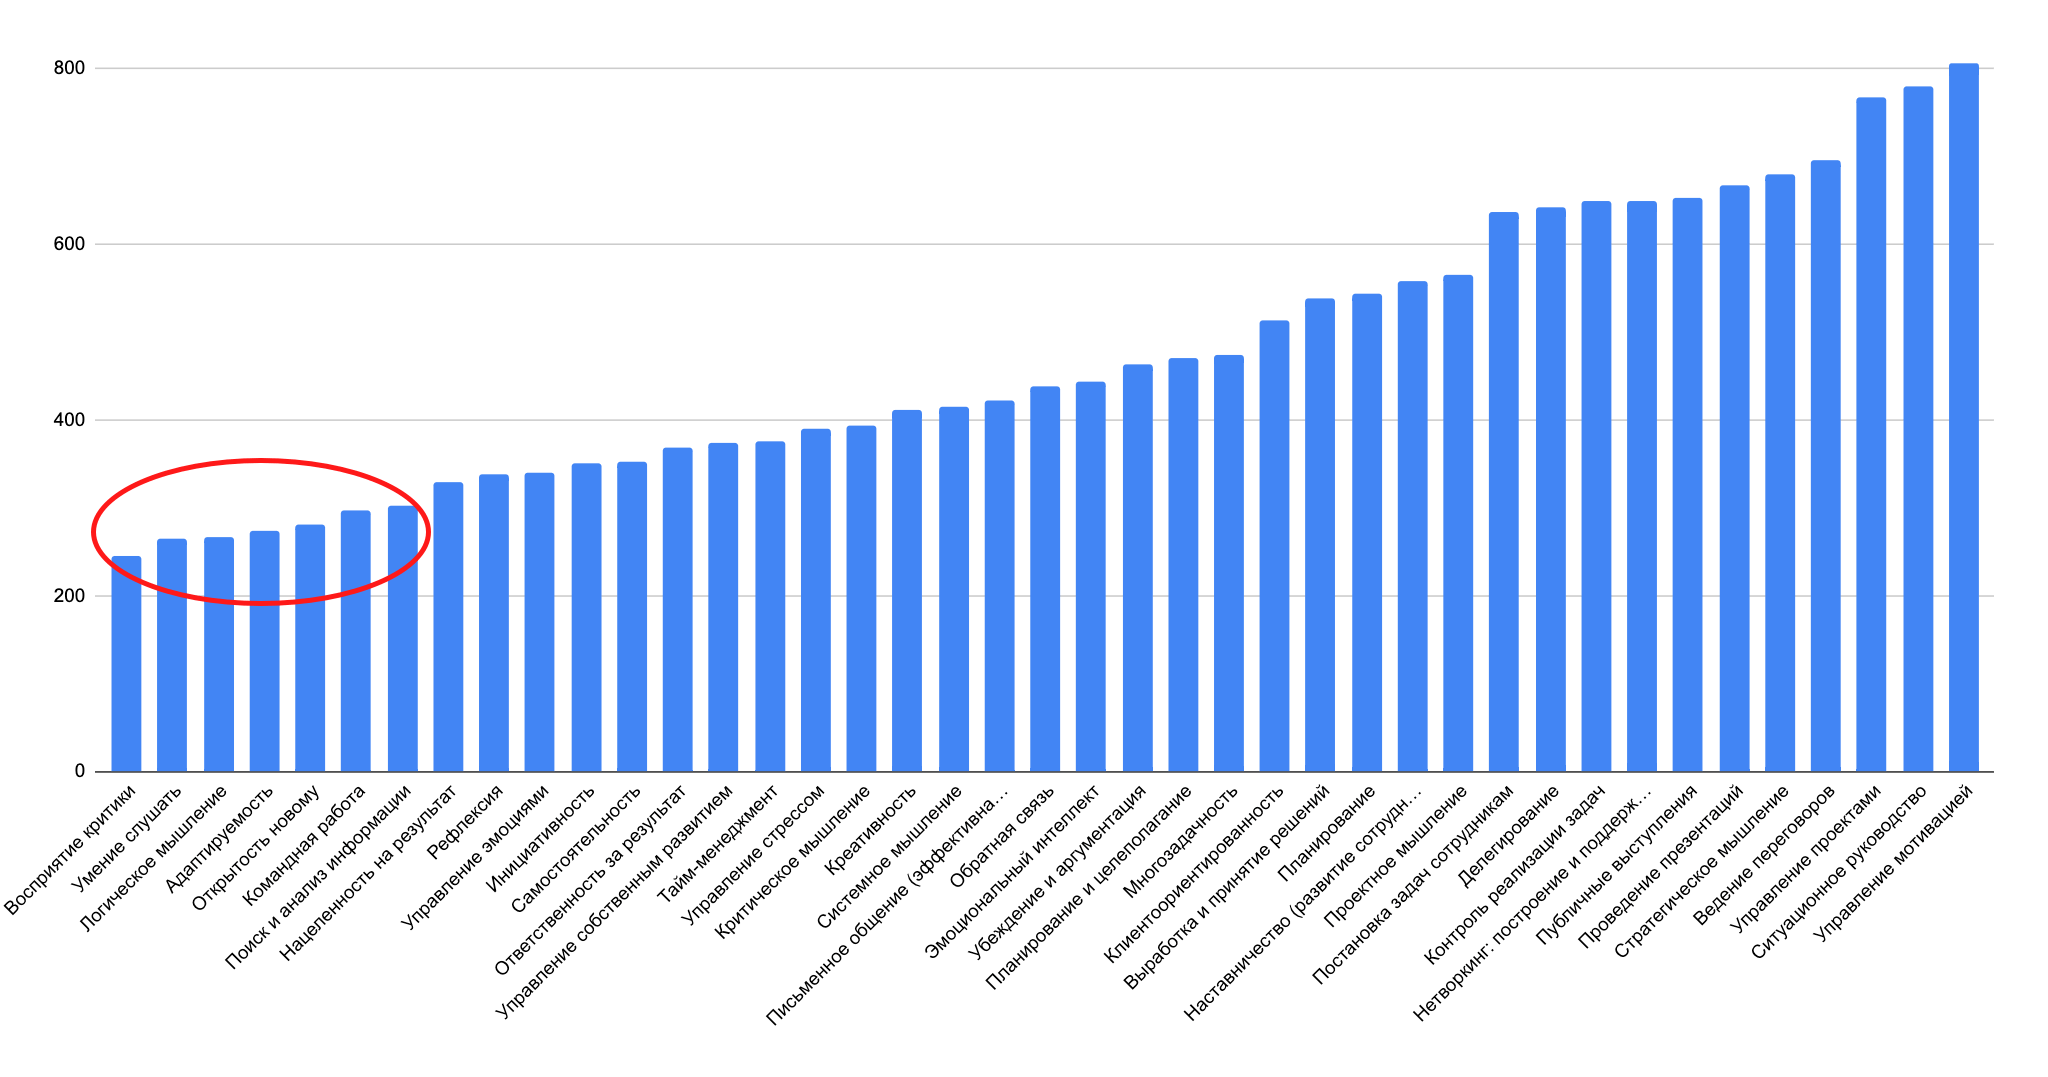 800
600
400
200
0
Восприятие критики
Умение слушать
Логическое мышление
Адаптируемость
Открытость новому
Командная работа
Поиск и анализ информации
Нацеленность на результат
Рефлексия
Управление эмоциями
Инициативность
Самостоятельность
Ответственность за результат
Управление собственным развитием
Тайм-менеджмент
Управление стрессом
Критическое мышление
Креативность
Системное мышление
Письменное общение (эффективна…
Обратная связь
Эмоциональный интеллект
Убеждение и аргументация
Планирование и целеполагание
Многозадачность
Клиентоориентированность
Выработка и принятие решений
Планирование
Наставничество (развитие сотрудн…
Проектное мышление
Постановка задач сотрудникам
Делегирование
Контроль реализации задач
Нетворкинг: построение и поддерж…
Публичные выступления
Проведение презентаций
Стратегическое мышление
Ведение переговоров
Управление проектами
Ситуационное руководство
Управление мотивацией